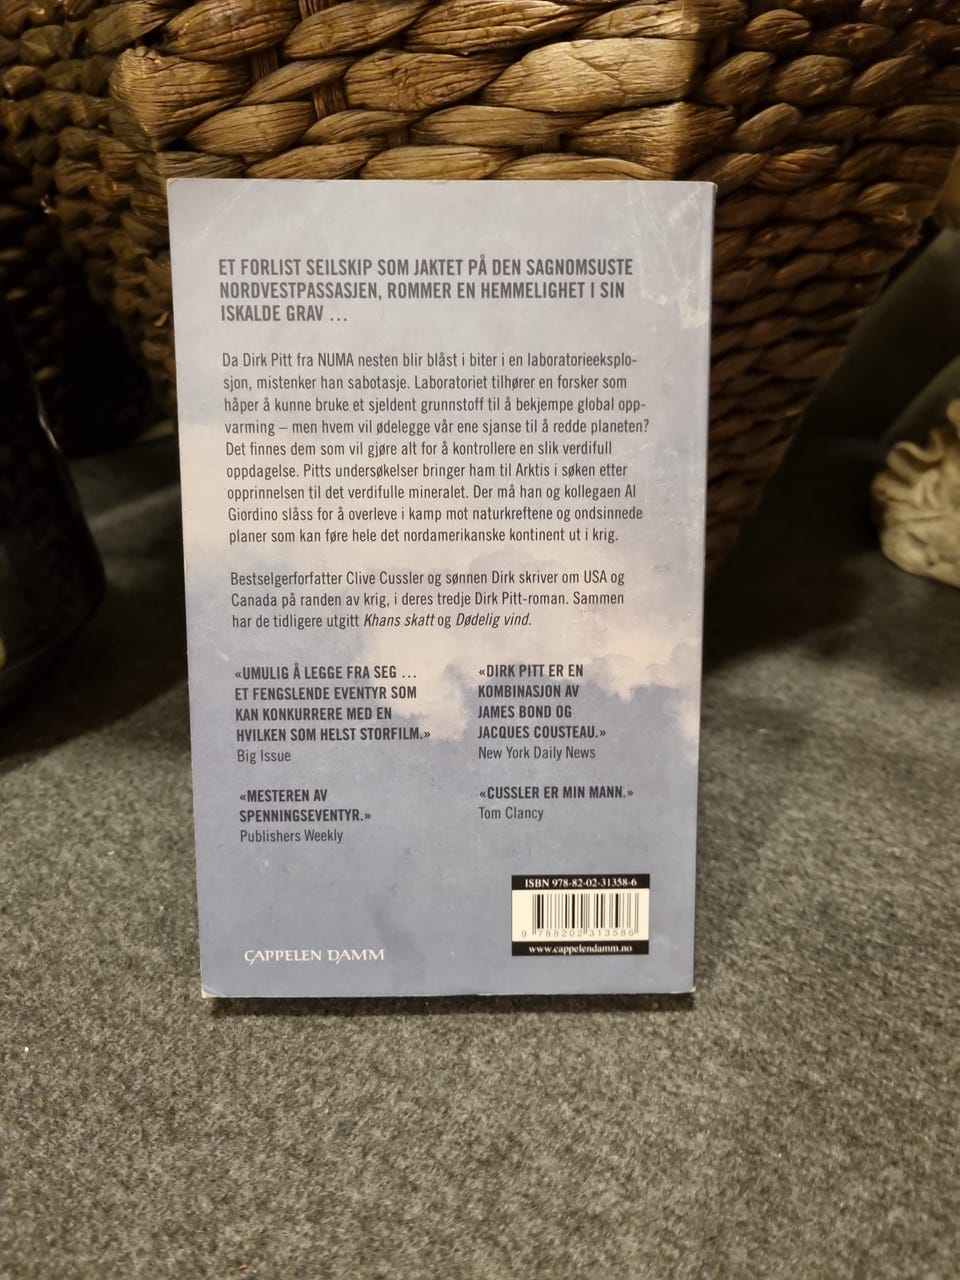 ET FORLIST SEILSKIP SOM JAKTET PÅ DEN SAGNOMSUSTE
NORDVESTPASSASJEN, ROMMER EN HEMMELIGHET I SIN
ISKALDE GRAV ...
Da Dirk Pitt fra NUMA nesten blir blåst i biter i en laboratorieeksplo-
sjon, mistenker han sabotasje. Laboratoriet tilhører en forsker som
håper å kunne bruke et sjeldent grunnstoff til å bekjempe global opp-
varming – men hvem vil ødelegge vår ene sjanse til å redde planeten?
Det finnes dem som vil gjøre alt for å kontrollere en slik verdifull
oppdagelse. Pitts undersøkelser bringer ham til Arktis i søken etter
opprinnelsen til det verdifulle mineralet. Der må han og kollegaen Al
Giordino slåss for å overleve i kamp mot naturkreftene og ondsinnede
planer som kan føre hele det nordamerikanske kontinent ut i krig.
Bestselgerforfatter Clive Cussler og sønnen Dirk skriver om USA og
Canada på randen av krig, i deres tredje Dirk Pitt-roman. Sammen
har de tidligere utgitt Khans skatt og Dødelig vind.
«UMULIG Å LEGGE FRA SEG ...
ET FENGSLENDE EVENTYR SOM
KAN KONKURRERE MED EN
HVILKEN SOM HELST STORFILM.»
Big Issue
«DIRK PITT ER EN
KOMBINASJON AV
JAMES BOND OG
JACQUES COUSTEAU.»
New York Daily News
«MESTEREN AV
SPENNINGSEVENTYR.»
Publishers Weekly
«CUSSLER ER MIN MANN.»
Tom Clancy
ISBN 978-82-02-31358-6
9 788202 313586
www.cappelendamm.no
CAPPELEN DAMM